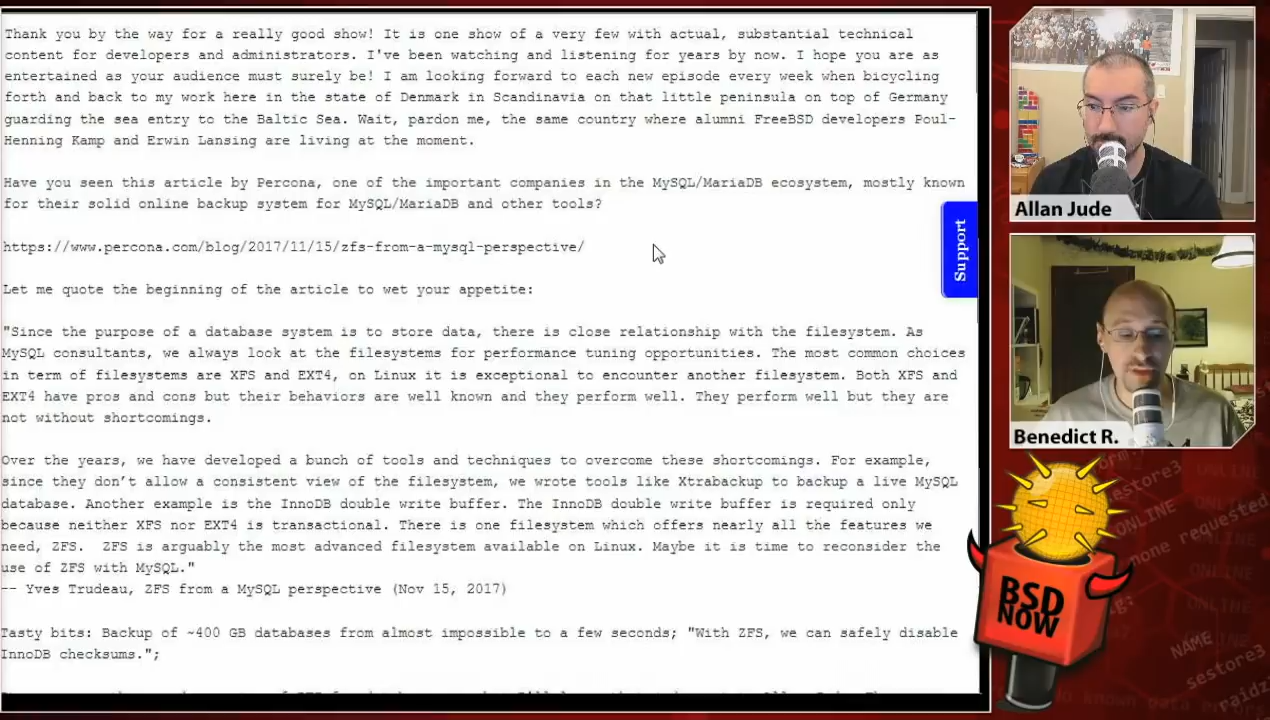 Thank you by the way for a really good show! It is one show of a very few with actual, substantial technical
content for developers and administrators. I've been watching and listening for years by now. I hope you are as
entertained as your audience must surely be! I am looking forward to each new episode every week when bicycling
forth and back to my work here in the state of Denmark in Scandinavia on that little peninsula on top of Germany
guarding the sea entry to the Baltic Sea. Wait, pardon me, the same country where alumni FreeBSD developers Poul-
Henning Kamp and Erwin Lansing are living at the moment.
Have you seen this article by Percona, one of the important companies in the MySQL/MariaDB ecosystem, mostly known
for their solid online backup system for MySQL/MariaDB and other tools?
https://www.percona.com/blog/2017/11/15/zfs-from-a-mysql-perspective/
Let me quote the beginning of the article to wet your appetite:
"Since the purpose of a database system is to store data, there is close relationship with the filesystem. As
MySQL consultants, we always look at the filesystems for performance tuning opportunities. The most common choices
in term of filesystems are XFS and EXT4, on Linux it is exceptional to encounter another filesystem. Both XFS and
EXT4 have pros and cons but their behaviors are well known and they perform well. They perform well but they are
not without shortcomings.
Over the years, we have developed a bunch of tools and techniques to overcome these shortcomings. For example,
since they don't allow a consistent view of the filesystem, we wrote tools like Xtrabackup to backup a live MySQL
database. Another example is the InnoDB double write buffer. The InnoDB double write buffer is required only
because neither XFS nor EXT4 is transactional. There is one filesystem which offers nearly all the features we
need, ZFS.  ZFS is arguably the most advanced filesystem available on Linux. Maybe it is time to reconsider the
use of ZFS with MySQL."
-- Yves Trudeau, ZFS from a MySQL perspective (Nov 15, 2017)
Tasty bits: Backup of ~400 GB databases from almost impossible to a few seconds; "With ZFS, we can safely disable
InnoDB checksums.";
Support
Allan Jude
Benedict R.
BSD
NOW
sestore3
ONLINE
none requested
NAME
sestore3
raidz